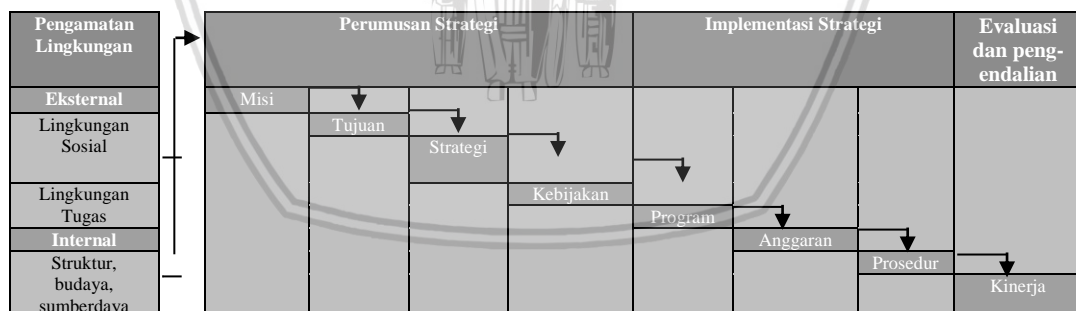 Pengamatan
Lingkungan
Eksternal
Lingkungan
Sosial
Lingkungan
Tugas
Internal
Struktur,
budaya,
sumberdaya
Perumusan Strategi
Implementasi Strategi
Evaluasi
dan peng-
endalian
Misi
Tujuan
Strategi
Kebijakan
Program
Anggaran
Prosedur
Kinerja